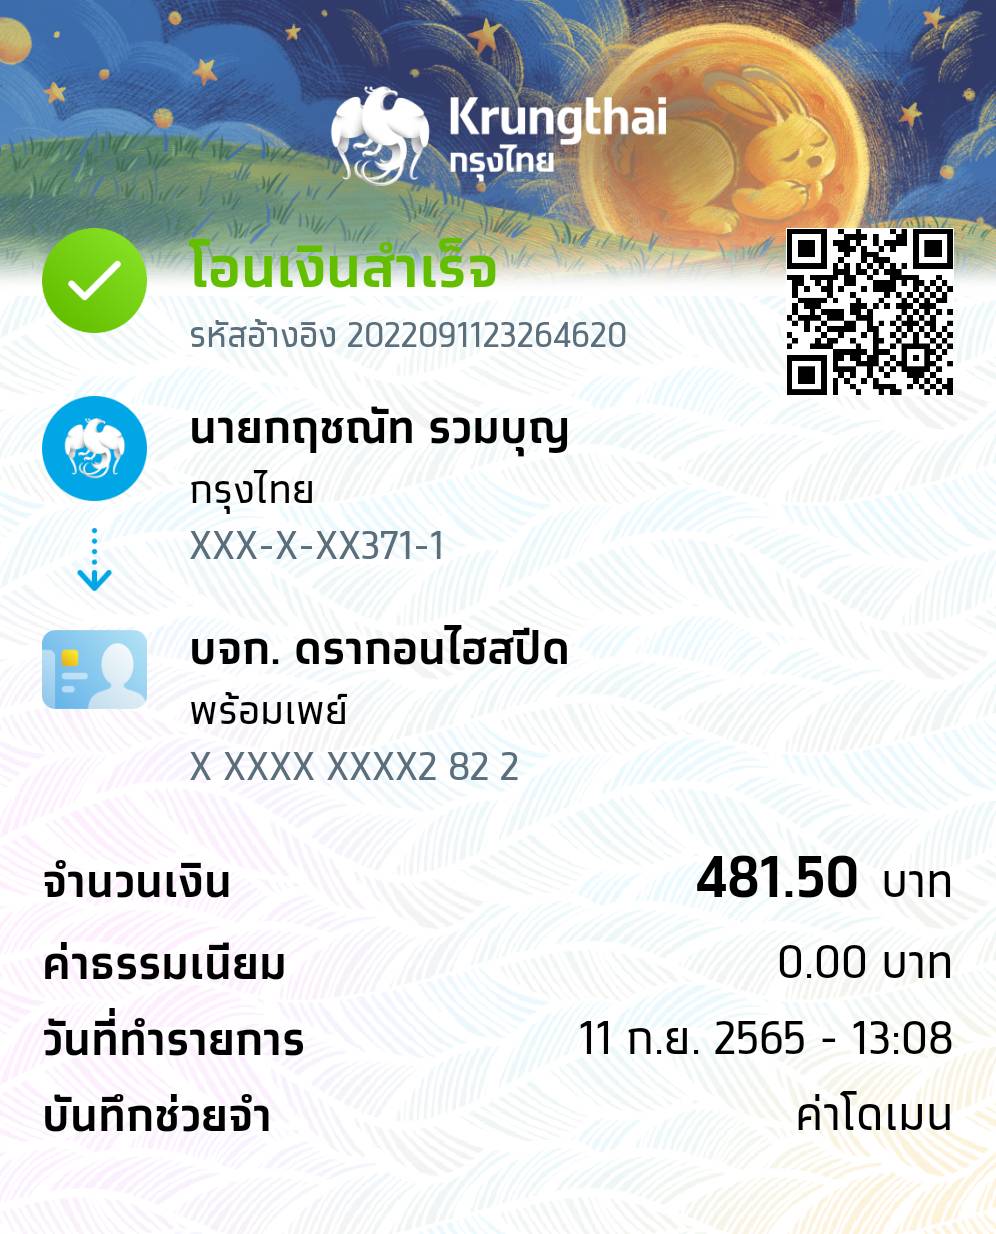 Krungthai
กรุงไทย
โอนเงินสำเร็จ
รหัสอ้างอิง 2022091123264620
นายกฤชณัท รวมบุญ
กรุงไทย
XXX-X-XX371-1
บจก. ดรากอนไฮสปีด
พร้อมเพย์
X XXXX XXXX2 82 2
จำนวนเงิน 481.50 บาท
ค่าธรรมเนียม 0.00 บาท
วันที่ทำรายการ 11 ก.ย. 2565 - 13:08
บันทึกช่วยจำ ค่าโดเมน